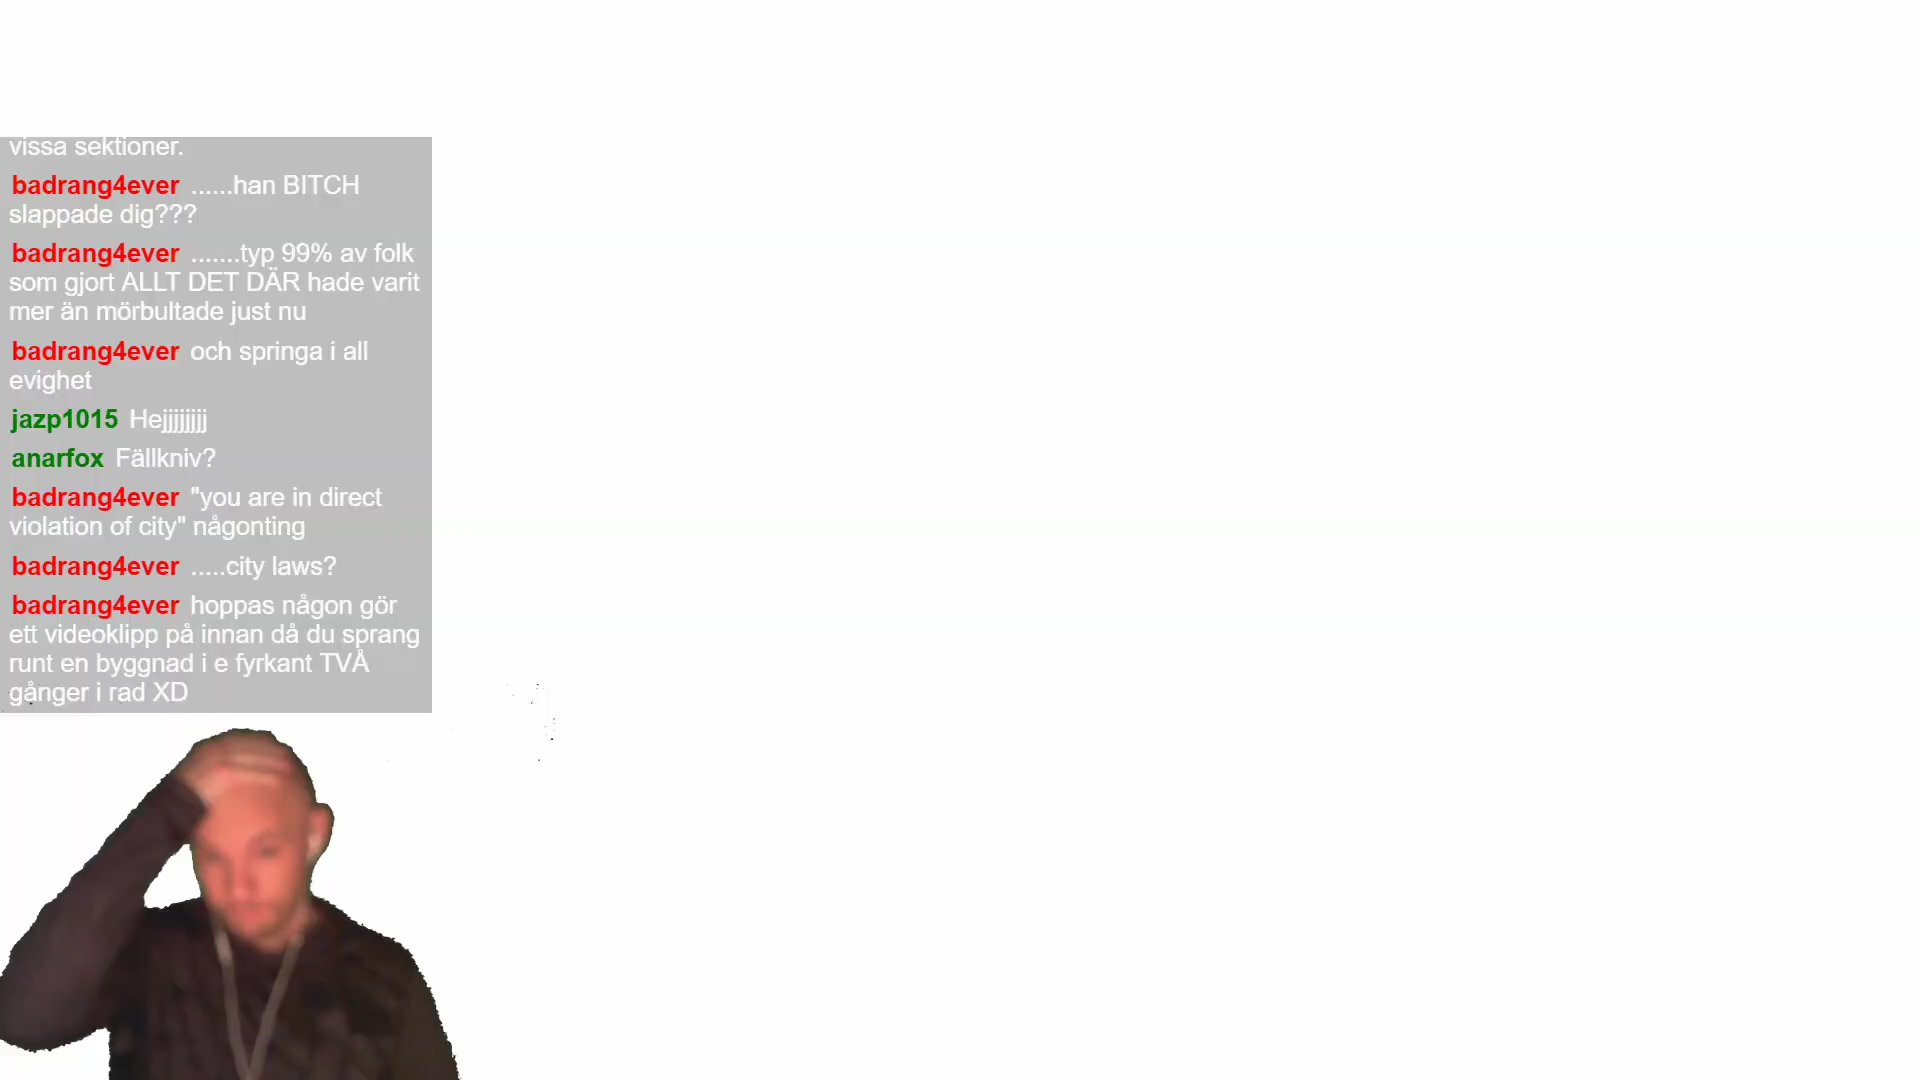 vissa sektioner.
badrang4ever ......han BITCH
slappade dig???
badrang4ever .......typ 99% av folk
som gjort ALLT DET DÄR hade varit
mer än mörbultade just nu
badrang4ever och springa i all
evighet
jazp1015 Hejjjjjjjj
anarfox Fällkniv?
badrang4ever "you are in direct
violation of city" någonting
badrang4ever .....city laws?
badrang4ever hoppas någon gör
ett videoklipp på innan då du sprang
runt en byggnad i e fyrkant TVÅ
gånger i rad XD